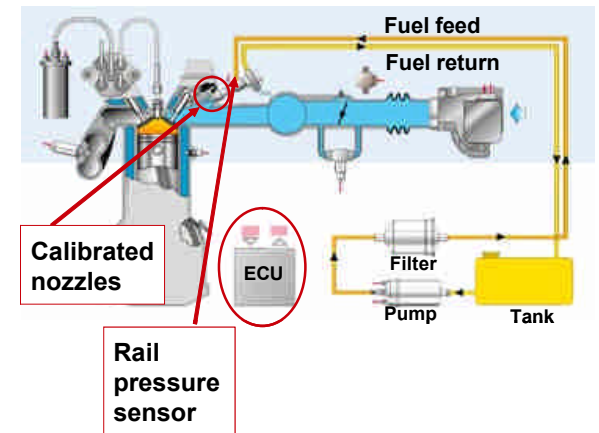 Fuel feed
Fuel return
Calibrated
nozzles
ECU
Filter
Pump
Tank
Rail
pressure
sensor